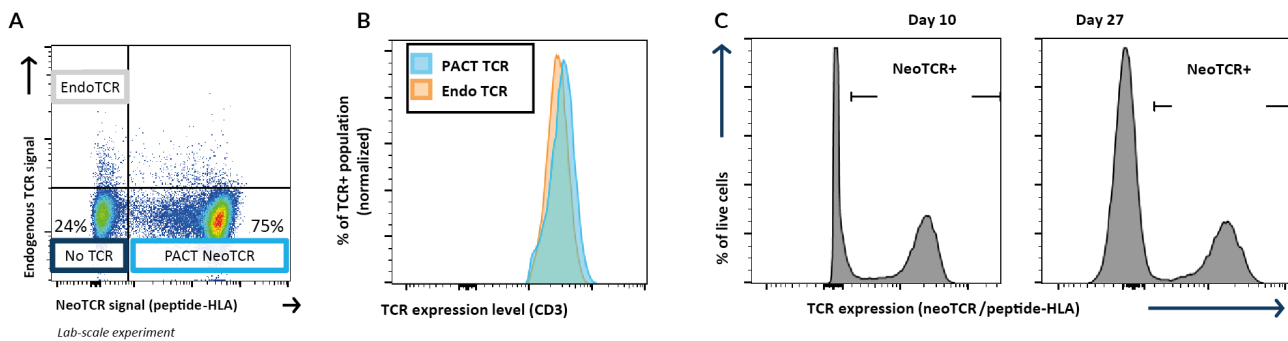 A
Endogenous TCR signal
EndoTCR
24%
75%
No TCR
PACT NeoTCR
NeoTCR signal (peptide-HLA)
Lab-scale experiment
B
% of TCR+ population
(normalized)
PACT TCR
Endo TCR
TCR expression level (CD3)
C
Day 10
Day 27
% of live cells
NeoTCR+
NeoTCR+
TCR expression (neoTCR/peptide-HLA)